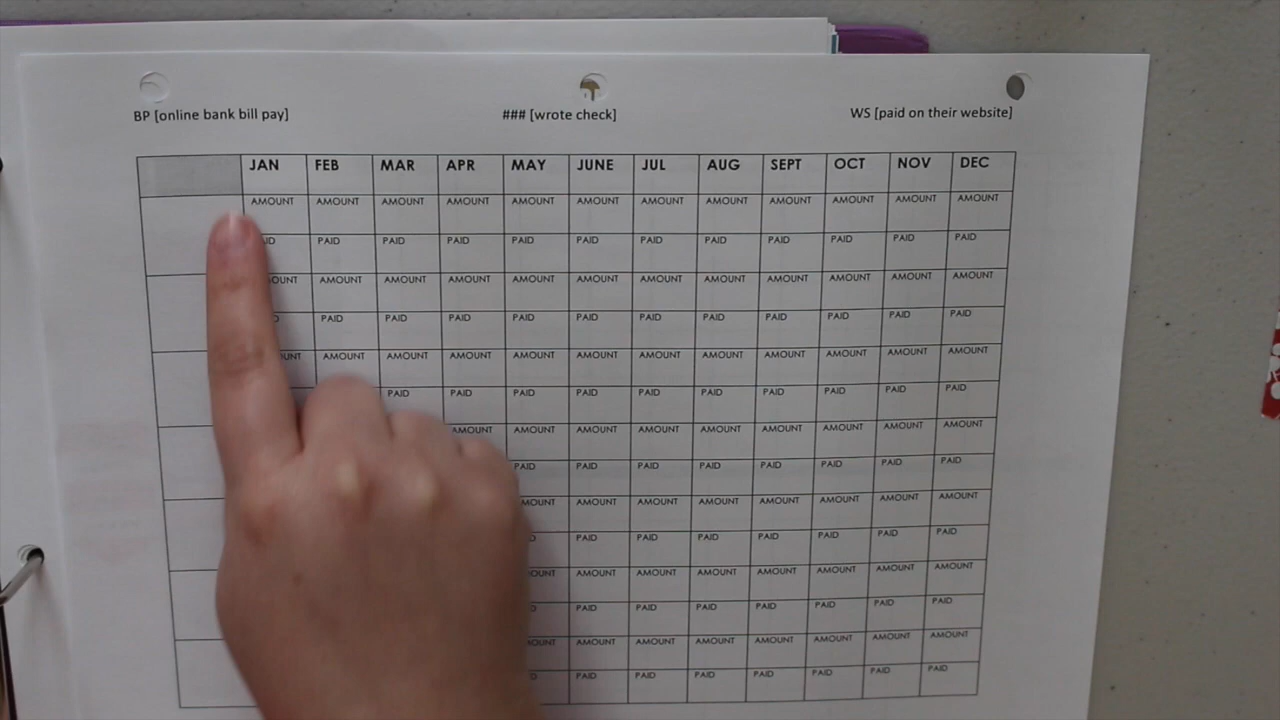 BP [online bank bill pay] ### [wrote check] WS [paid on their website]
JAN FEB MAR APR MAY JUNE JUL AUG SEPT OCT NOV DEC
AMOUNT AMOUNT AMOUNT AMOUNT AMOUNT AMOUNT AMOUNT AMOUNT AMOUNT AMOUNT AMOUNT AMOUNT
PAID PAID PAID PAID PAID PAID PAID PAID PAID PAID PAID
AMOUNT AMOUNT AMOUNT AMOUNT AMOUNT AMOUNT AMOUNT AMOUNT AMOUNT AMOUNT AMOUNT
PAID PAID PAID PAID PAID PAID PAID PAID PAID PAID PAID
AMOUNT AMOUNT AMOUNT AMOUNT AMOUNT AMOUNT AMOUNT AMOUNT AMOUNT AMOUNT AMOUNT
PAID PAID PAID PAID PAID PAID PAID PAID PAID PAID
AMOUNT AMOUNT AMOUNT AMOUNT AMOUNT AMOUNT AMOUNT AMOUNT AMOUNT
PAID PAID PAID PAID PAID PAID PAID PAID
AMOUNT AMOUNT AMOUNT AMOUNT AMOUNT AMOUNT AMOUNT AMOUNT
PAID PAID PAID PAID PAID PAID PAID
AMOUNT AMOUNT AMOUNT AMOUNT AMOUNT AMOUNT AMOUNT
PAID PAID PAID PAID PAID PAID PAID
AMOUNT AMOUNT AMOUNT AMOUNT AMOUNT AMOUNT AMOUNT
PAID PAID PAID PAID PAID PAID PAID